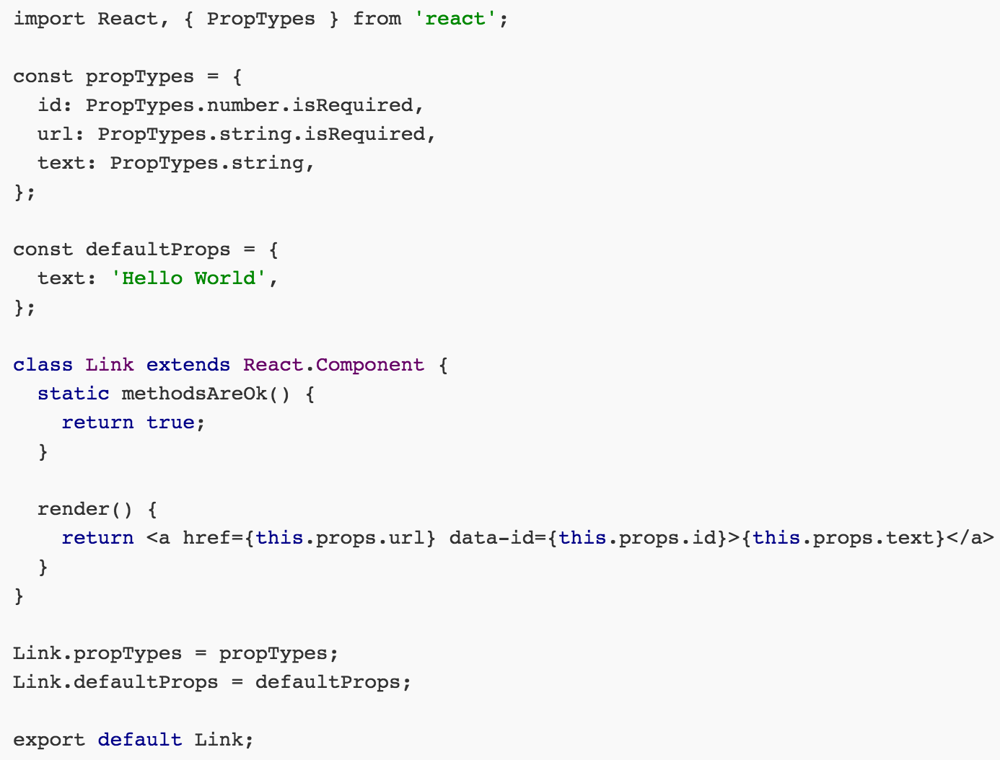 import React, { PropTypes } from 'react';

const propTypes = {
  id: PropTypes.number.isRequired,
  url: PropTypes.string.isRequired,
  text: PropTypes.string,
};

const defaultProps = {
  text: 'Hello World',
};

class Link extends React.Component {
  static methodsAreOk() {
    return true;
  }

  render() {
    return <a href={this.props.url} data-id={this.props.id}>{this.props.text}</a>
  }
}

Link.propTypes = propTypes;
Link.defaultProps = defaultProps;

export default Link;